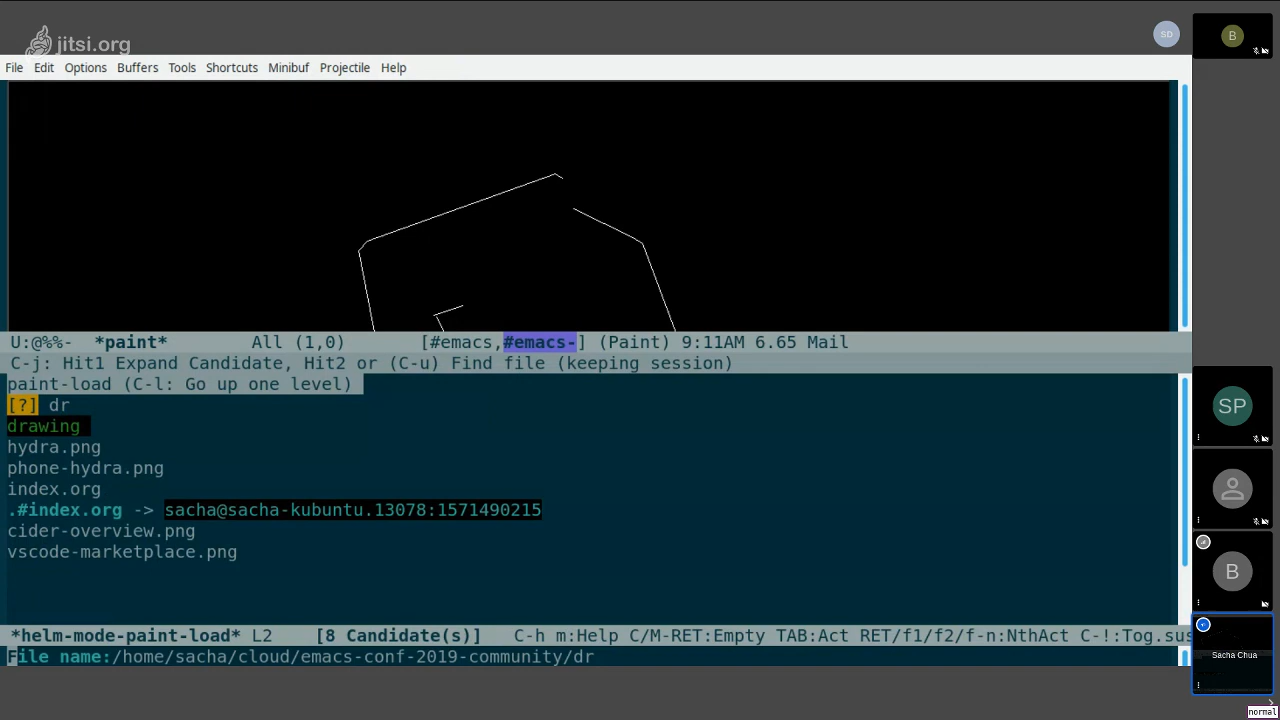 jitsi.org
SD
B
File Edit Options Buffers Tools Shortcuts Minibuf Projectile Help
U:@%%- *paint* All (1,0) [#emacs,#emacs-] (Paint) 9:11AM 6.65 Mail
C-j: Hit1 Expand Candidate, Hit2 or (C-u) Find file (keeping session)
paint-load (C-l: Go up one level)
[?] dr
drawing
hydra.png
phone-hydra.png
index.org
.#index.org -> sacha@sacha-kubuntu.13078:1571490215
cider-overview.png
vscode-marketplace.png
*helm-mode-paint-load* L2 [8 Candidate(s)] C-h m:Help C/M-RET:Empty TAB:Act RET/f1/f2/f-n:NthAct C-!:Tog.sus
File name:/home/sacha/cloud/emacs-conf-2019-community/dr
SP
B
Sacha Chua
normal